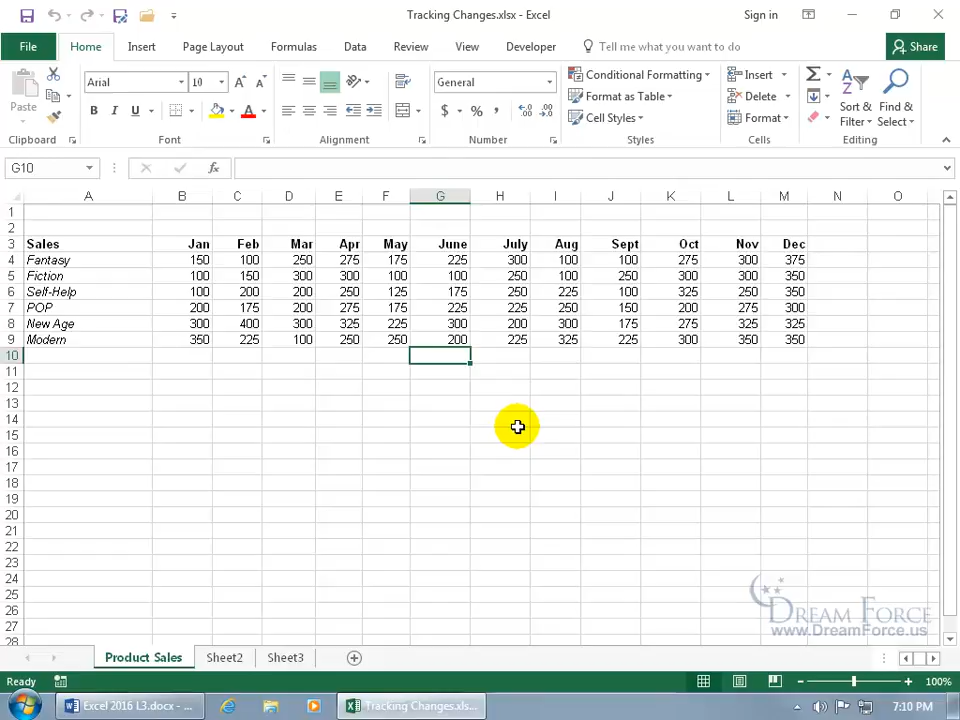 Tracking Changes.xlsx - Excel
Sign in
File Home Insert Page Layout Formulas Data Review View Developer Tell me what you want to do Share
Paste
Arial 10
General
B I U A $ % ,
Conditional Formatting
Format as Table
Cell Styles
Insert
Delete
Format
Sort & Filter
Find & Select
Clipboard Font Alignment Number Styles Cells Editing
G10 fx
A B C D E F G H I J K L M N O
1
2
3 Sales Jan Feb Mar Apr May June July Aug Sept Oct Nov Dec
4 Fantasy 150 100 250 275 175 225 300 100 100 275 300 375
5 Fiction 100 150 300 300 100 100 250 100 250 300 300 350
6 Self-Help 100 200 200 250 125 175 250 225 100 325 250 350
7 POP 200 175 200 275 175 225 225 250 150 200 275 300
8 New Age 300 400 300 325 225 300 200 300 175 275 325 325
9 Modern 350 225 100 250 250 200 225 325 225 300 350 350
10
11
12
13
14
15
16
17
18
19
20
21
22
23
24
25
26
27
28
DREAM FORCE
www.DreamForce.us
Product Sales Sheet2 Sheet3
Ready 100%
Excel 2016 L3.docx - ... Tracking Changes.xls... 7:10 PM